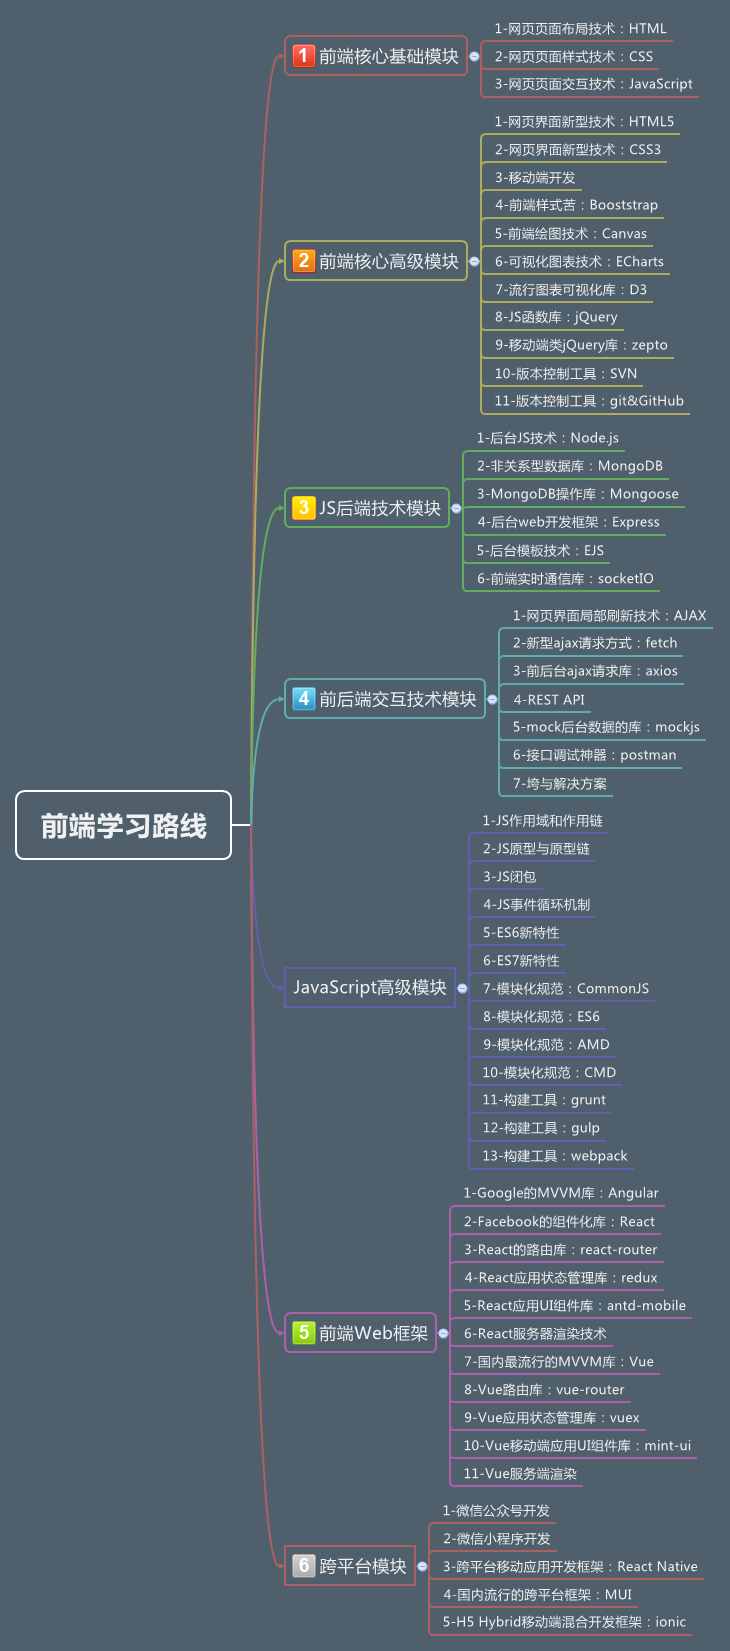 前端学习路线
1 前端核心基础模块
1-网页页面布局技术：HTML
2-网页页面样式技术：CSS
3-网页页面交互技术：JavaScript
2 前端核心高级模块
1-网页界面新型技术：HTML5
2-网页界面新型技术：CSS3
3-移动端开发
4-前端样式苦：Booststrap
5-前端绘图技术：Canvas
6-可视化图表技术：ECharts
7-流行图表可视化库：D3
8-JS函数库：jQuery
9-移动端类jQuery库：zepto
10-版本控制工具：SVN
11-版本控制工具：git&GitHub
3 JS后端技术模块
1-后台JS技术：Node.js
2-非关系型数据库：MongoDB
3-MongoDB操作库：Mongoose
4-后台web开发框架：Express
5-后台模板技术：EJS
6-前端实时通信库：socketIO
4 前后端交互技术模块
1-网页界面局部刷新技术：AJAX
2-新型ajax请求方式：fetch
3-前后台ajax请求库：axios
4-REST API
5-mock后台数据的库：mockjs
6-接口调试神器：postman
7-垮与解决方案
JavaScript高级模块
1-JS作用域和作用链
2-JS原型与原型链
3-JS闭包
4-JS事件循环机制
5-ES6新特性
6-ES7新特性
7-模块化规范：CommonJS
8-模块化规范：ES6
9-模块化规范：AMD
10-模块化规范：CMD
11-构建工具：grunt
12-构建工具：gulp
13-构建工具：webpack
5 前端Web框架
1-Google的MVVM库：Angular
2-Facebook的组件化库：React
3-React的路由库：react-router
4-React应用状态管理库：redux
5-React应用UI组件库：antd-mobile
6-React服务器渲染技术
7-国内最流行的MVVM库：Vue
8-Vue路由库：vue-router
9-Vue应用状态管理库：vuex
10-Vue移动端应用UI组件库：mint-ui
11-Vue服务端渲染
6 跨平台模块
1-微信公众号开发
2-微信小程序开发
3-跨平台移动应用开发框架：React Native
4-国内流行的跨平台框架：MUI
5-H5 Hybrid移动端混合开发框架：ionic